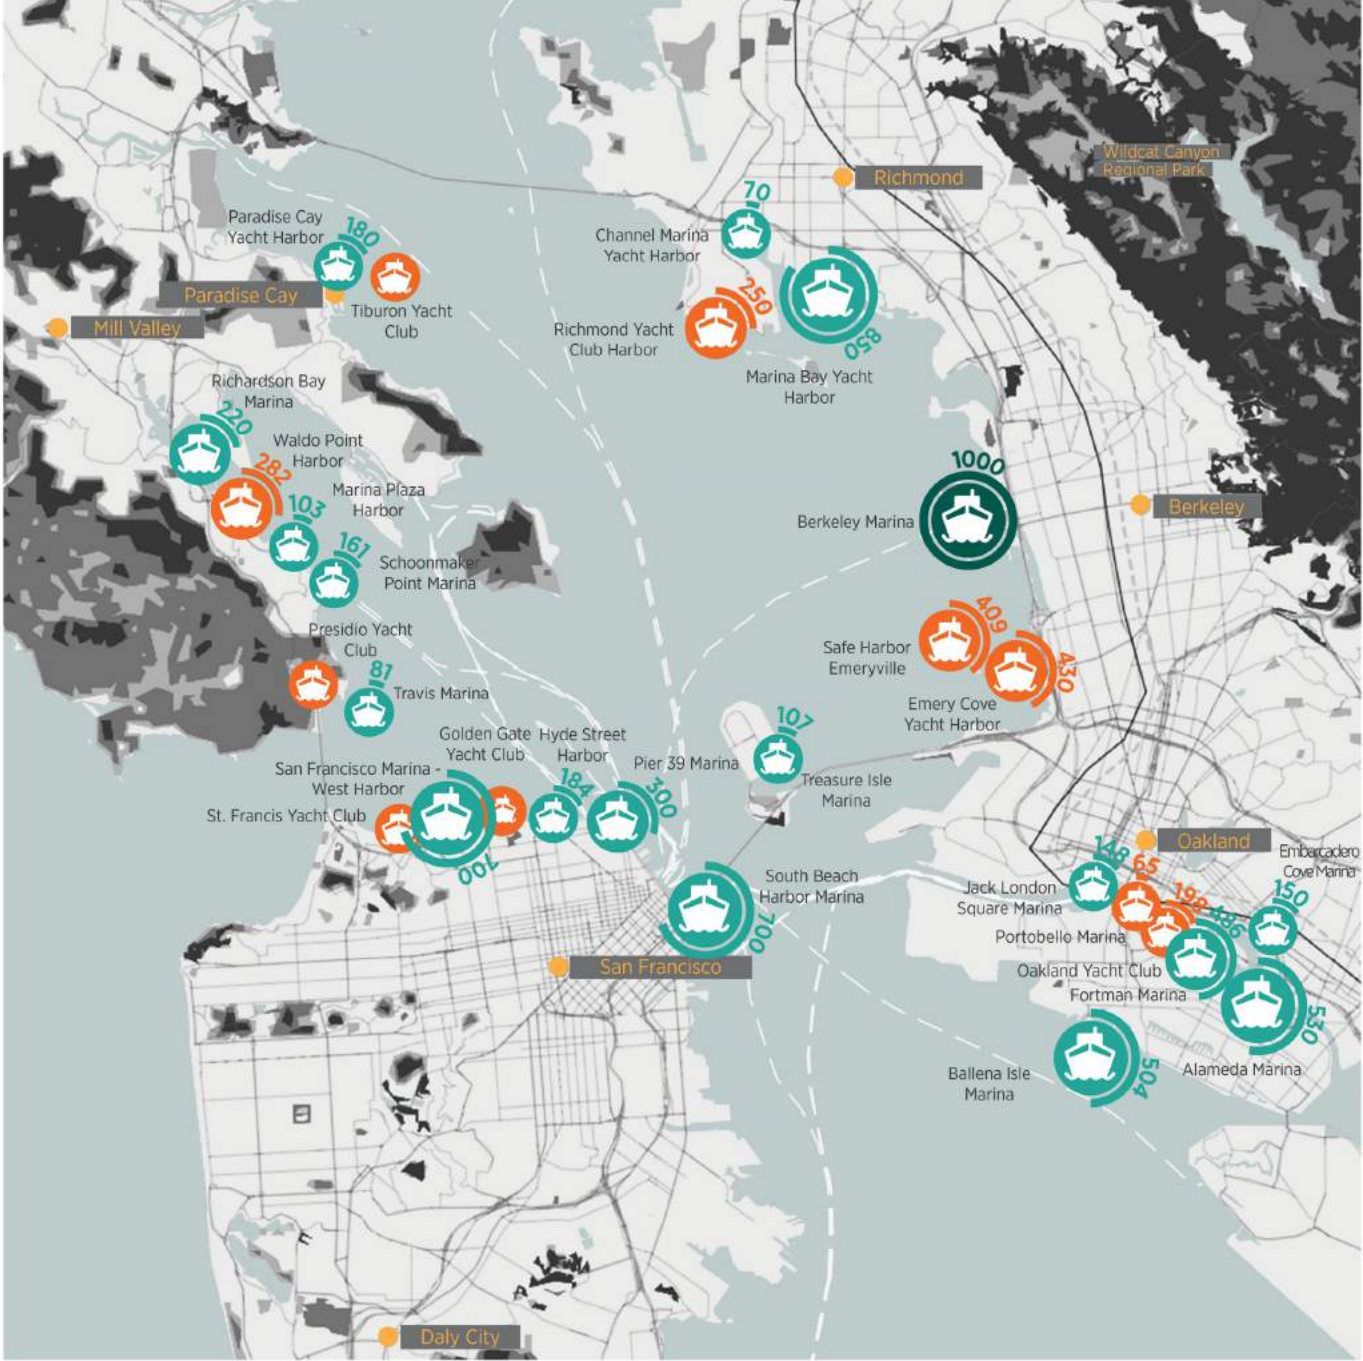 Wildcat Canyon
Regional Park
Richmond
70
Channel Marina
Yacht Harbor
Paradise Cay
Yacht Harbor
180
Paradise Cay
Tiburon Yacht
Club
Mill Valley
250
Richmond Yacht
Club Harbor
850
Marina Bay Yacht
Harbor
Richardson Bay
Marina
220
Waldo Point
Harbor
282
Marina Plaza
Harbor
103
161
Schoonmaker
Point Marina
1000
Berkeley Marina
Berkeley
Presidio Yacht
Club
81
Travis Marina
409
Safe Harbor
Emeryville
430
Emery Cove
Yacht Harbor
Golden Gate
Yacht Club
Hyde Street
Harbor
Pier 39 Marina
107
Treasure Isle
Marina
San Francisco Marina -
West Harbor
St. Francis Yacht Club
700
184
300
South Beach
Harbor Marina
700
San Francisco
Oakland
Embarcadero
Cove Marina
148
65
198
486
150
Jack London
Square Marina
Portobello Marina
Oakland Yacht Club
Fortman Marina
530
Alameda Marina
Ballena Isle
Marina
504
Daly City